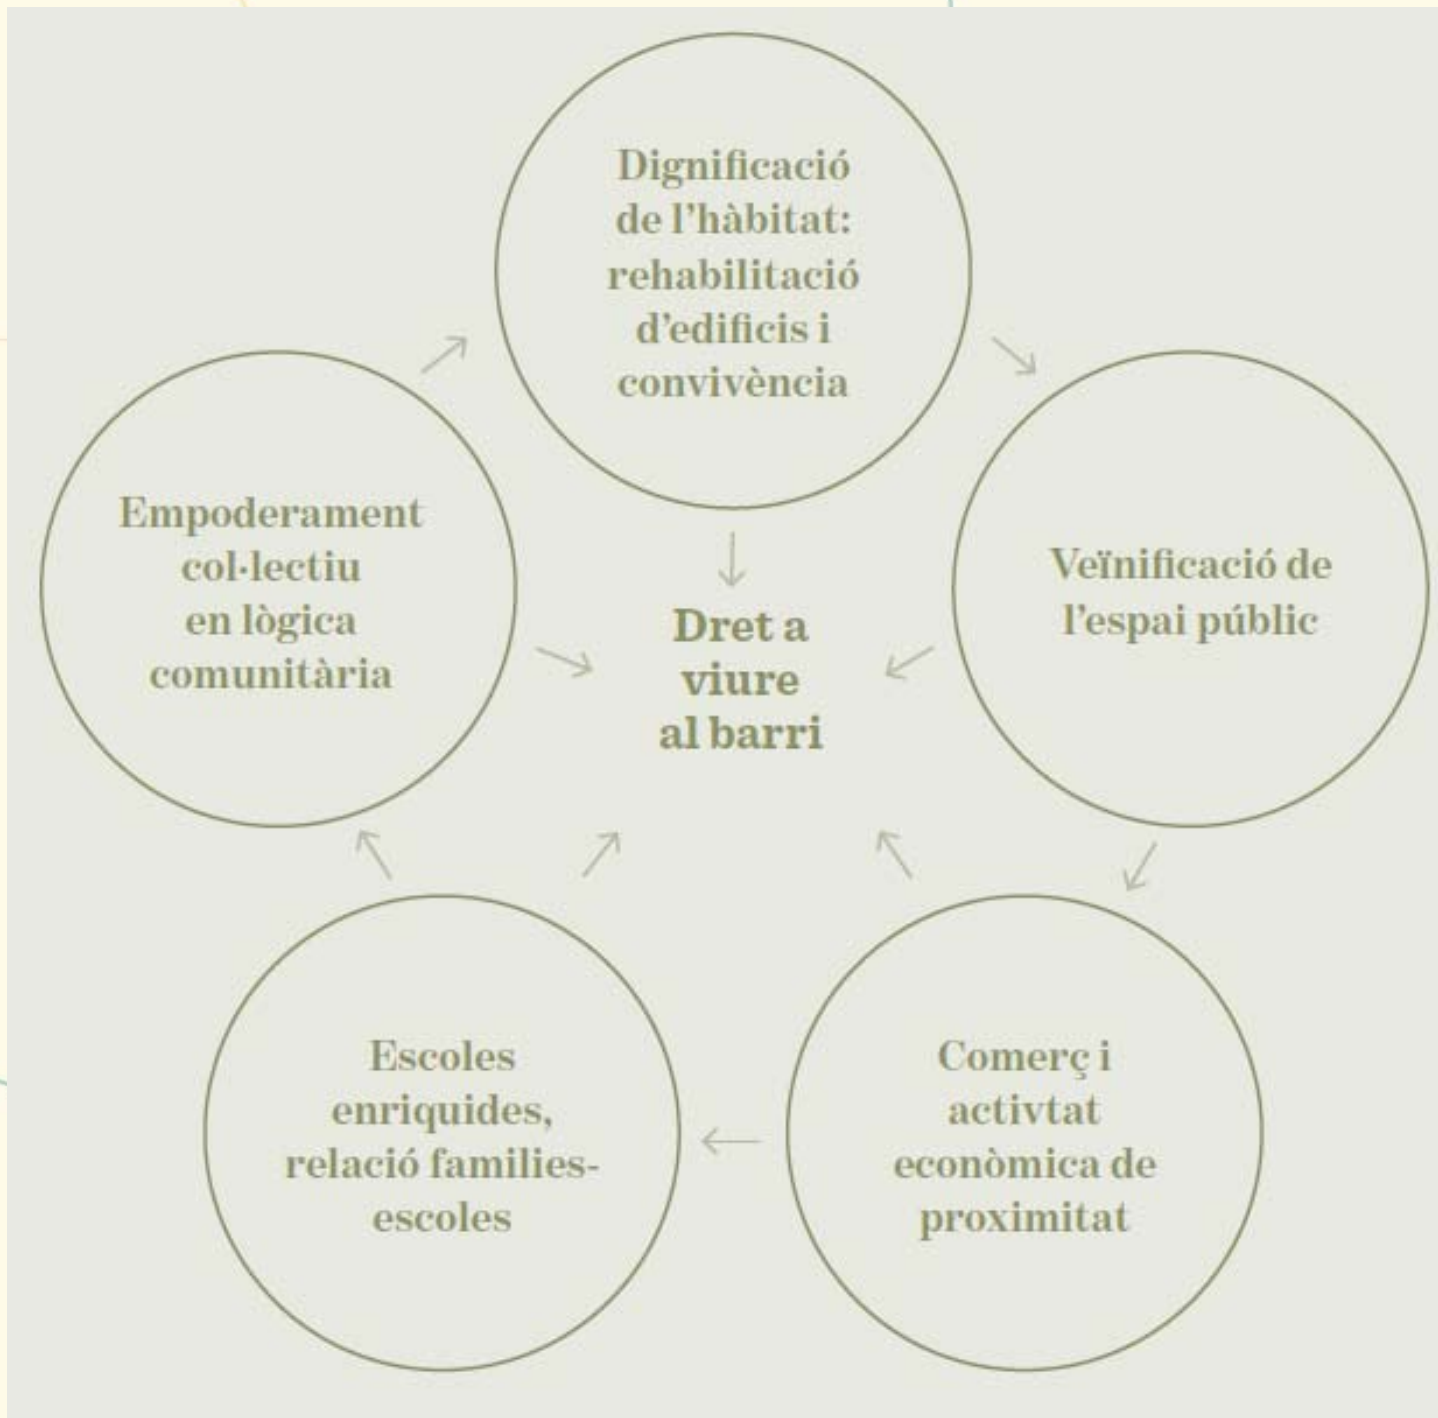 Dignificació
de l’hàbitat:
rehabilitació
d’edificis i
convivència
Empoderament
col·lectiu
en lògica
comunitària
Veïnificació de
l’espai públic
Dret a
viure
al barri
Escoles
enriquides,
relació families-
escoles
Comerç i
activtat
econòmica de
proximitat